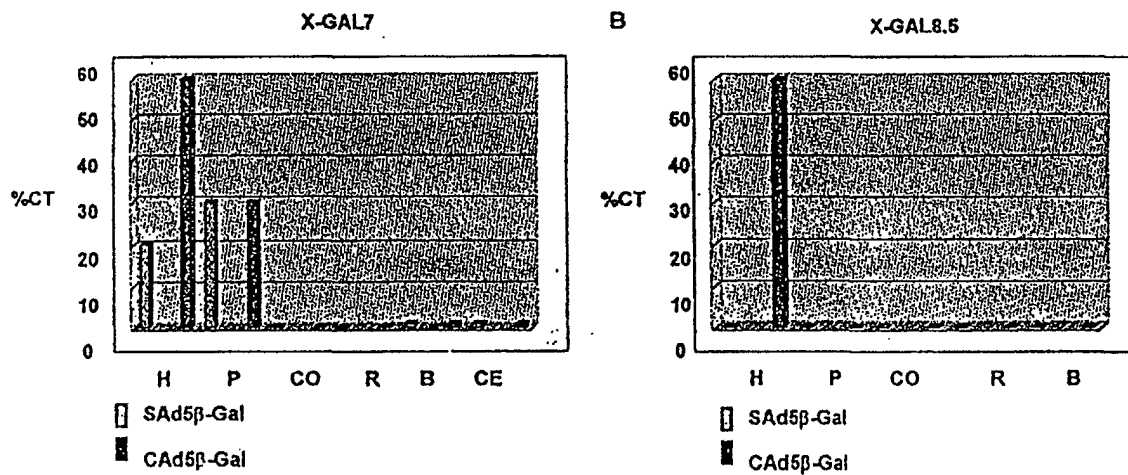 X-GAL7
60
50
40
%CT
30
20
10
0
H P CO R B CE
SAd5β-Gal
CAd5β-Gal
B
X-GAL8.5
60
50
40
%CT
30
20
10
0
H P CO R B
SAd5β-Gal
CAd5β-Gal